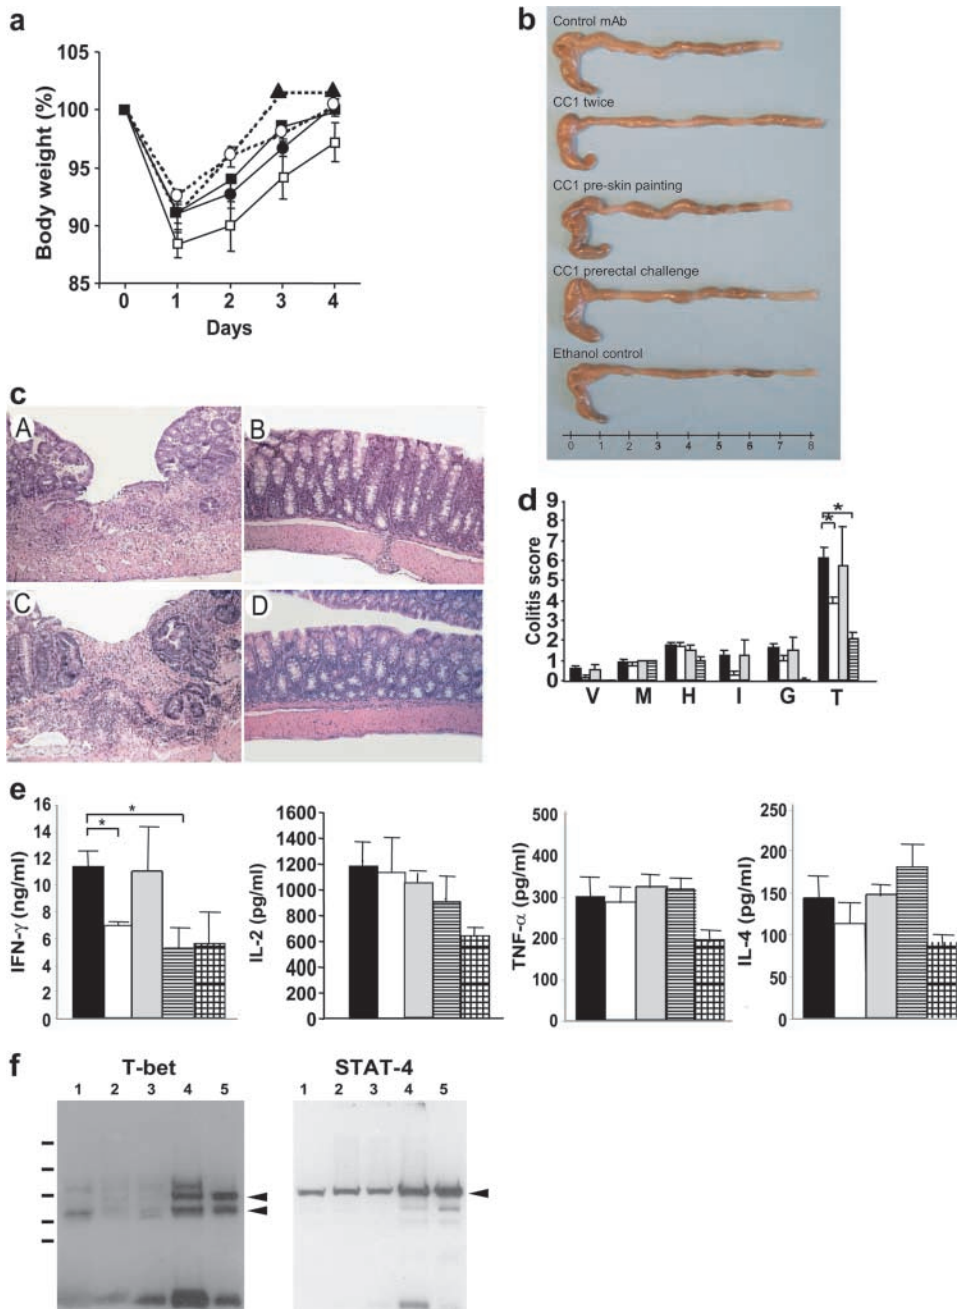 a
105
100
95
90
85
Body weight (%)
0 1 2 3 4
Days
b
Control mAb
CC1 twice
CC1 pre-skin painting
CC1 prerectal challenge
Ethanol control
0 1 2 3 4 5 6 7 8
c
A
B
C
D
d
9
8
7
6
5
4
3
2
1
0
Colitis score
* *
V M H I G T
e
16
14
12
10
8
6
4
2
0
IFN-γ (ng/ml)
*
*
1600
1400
1200
1000
800
600
400
200
0
IL-2 (pg/ml)
500
400
300
200
100
0
TNF-α (pg/ml)
250
200
150
100
50
0
IL-4 (pg/ml)
f
T-bet
1 2 3 4 5
STAT-4
1 2 3 4 5